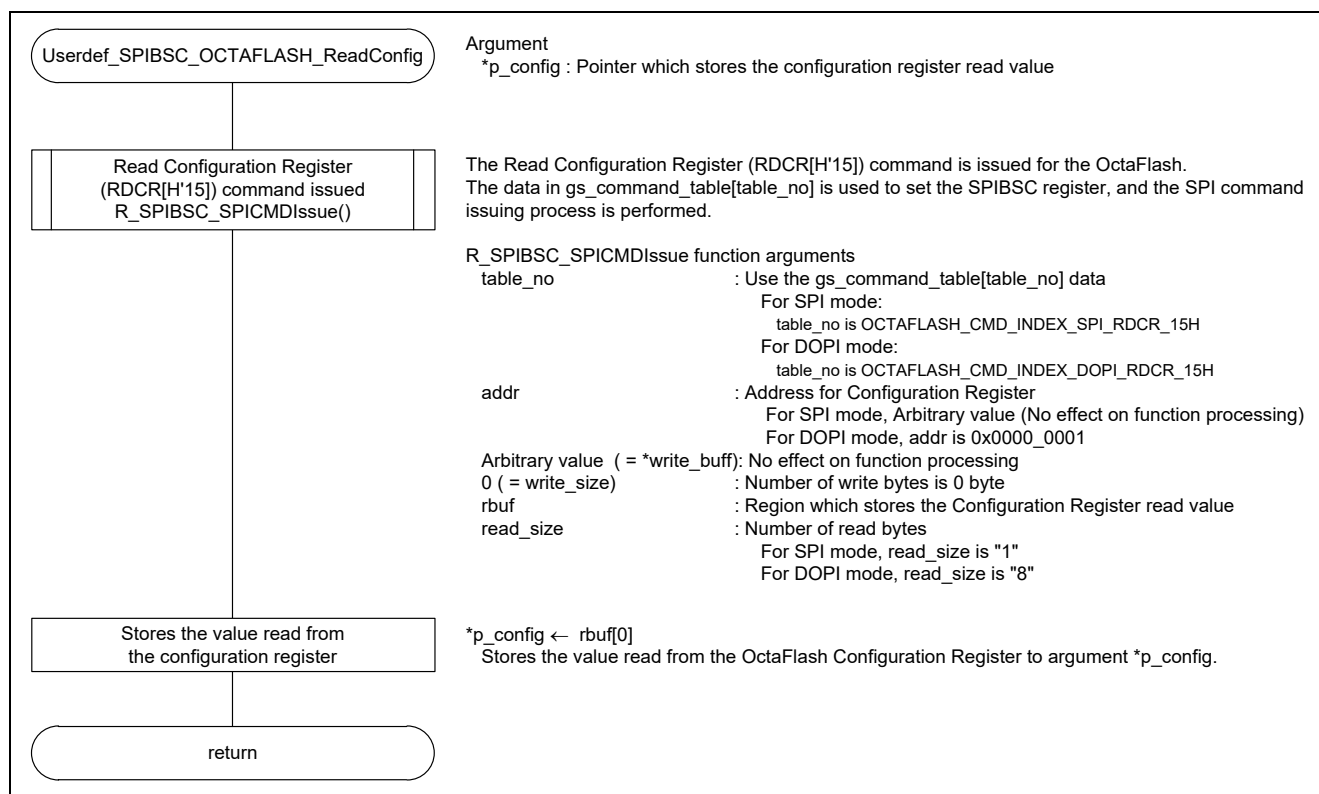 Userdef_SPIBSC_OCTAFLASH_ReadConfig
Argument
*p_config : Pointer which stores the configuration register read value
Read Configuration Register
(RDCR[H'15]) command issued
R_SPIBSC_SPICMDIssue()
The Read Configuration Register (RDCR[H'15]) command is issued for the OctaFlash.
The data in gs_command_table[table_no] is used to set the SPIBSC register, and the SPI command
issuing process is performed.
R_SPIBSC_SPICMDIssue function arguments
table_no : Use the gs_command_table[table_no] data
For SPI mode:
table_no is OCTAFLASH_CMD_INDEX_SPI_RDCR_15H
For DOPI mode:
table_no is OCTAFLASH_CMD_INDEX_DOPI_RDCR_15H
addr : Address for Configuration Register
For SPI mode, Arbitrary value (No effect on function processing)
For DOPI mode, addr is 0x0000_0001
Arbitrary value ( = *write_buff): No effect on function processing
0 ( = write_size) : Number of write bytes is 0 byte
rbuf : Region which stores the Configuration Register read value
read_size : Number of read bytes
For SPI mode, read_size is "1"
For DOPI mode, read_size is "8"
Stores the value read from
the configuration register
*p_config ← rbuf[0]
Stores the value read from the OctaFlash Configuration Register to argument *p_config.
return